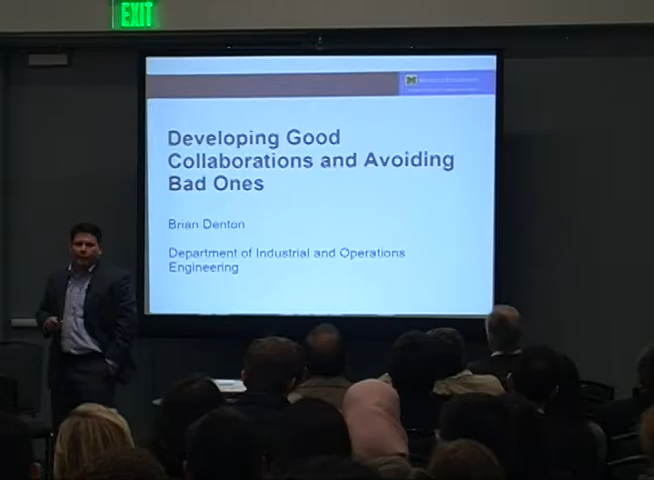 EXIT
Developing Good
Collaborations and Avoiding
Bad Ones
Brian Denton
Department of Industrial and Operations
Engineering